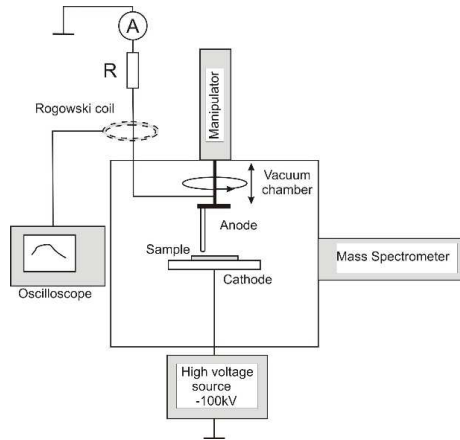 A
R
Rogowski coil
Manipulator
Vacuum
chamber
Anode
Sample
Cathode
Mass Spectrometer
Oscilloscope
High voltage
source
-100kV